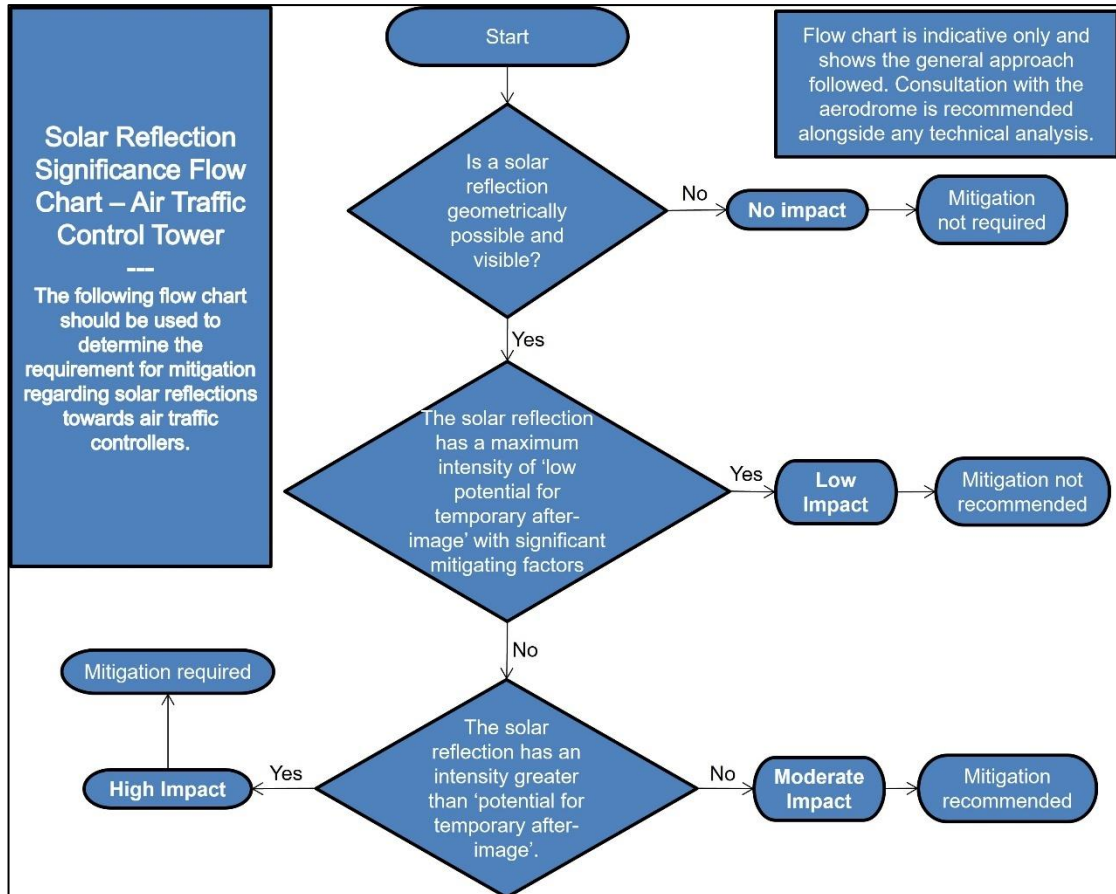 Solar Reflection
Significance Flow
Chart – Air Traffic
Control Tower
---
The following flow chart
should be used to
determine the
requirement for mitigation
regarding solar reflections
towards air traffic
controllers.
Start
Flow chart is indicative only and
shows the general approach
followed. Consultation with the
aerodrome is recommended
alongside any technical analysis.
Is a solar
reflection
geometrically
possible and
visible?
No
No impact
Mitigation
not required
Yes
The solar reflection
has a maximum
intensity of ‘low
potential for
temporary after-
image’ with significant
mitigating factors
Yes
Low
Impact
Mitigation not
recommended
No
The solar
reflection has an
intensity greater
than ‘potential for
temporary after-
image’.
Yes
High Impact
Mitigation required
No
Moderate
Impact
Mitigation
recommended